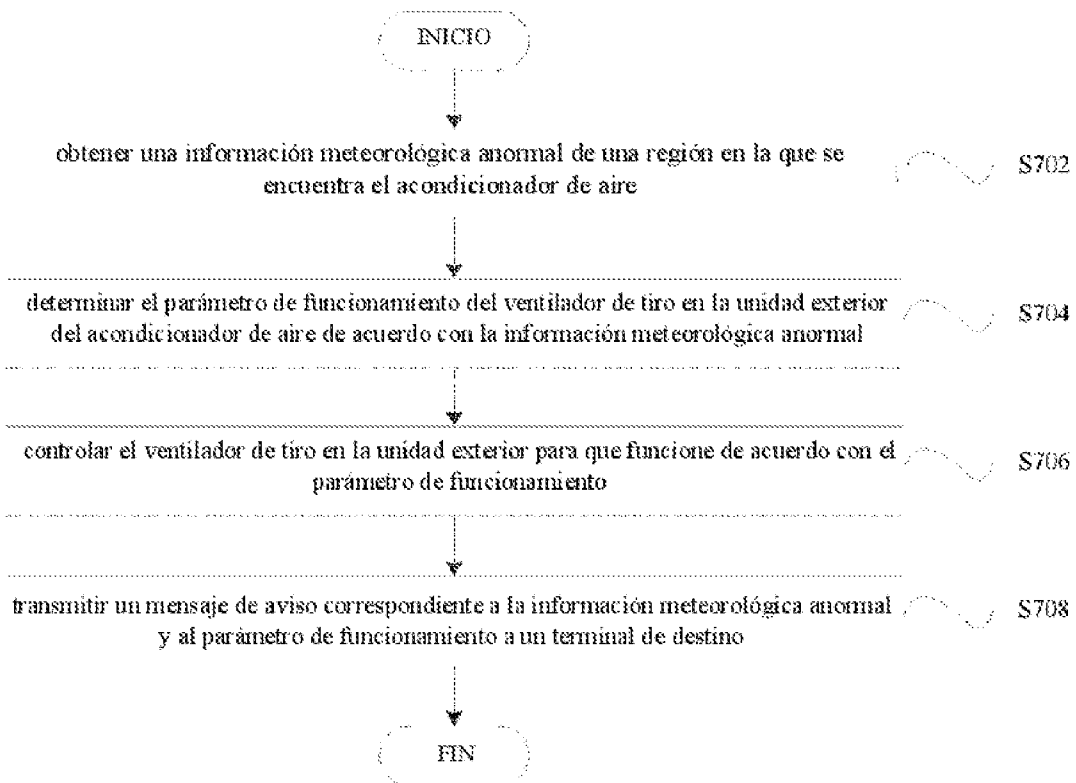 INICIO
obtener una información meteorológica anormal de una región en la que se
encuentra el acondicionador de aire
S702
determinar el parámetro de funcionamiento del ventilador de tiro en la unidad exterior
del acondicionador de aire de acuerdo con la información meteorológica anormal
S704
controlar el ventilador de tiro en la unidad exterior para que funcione de acuerdo con el
parámetro de funcionamiento
S706
transmitir un mensaje de aviso correspondiente a la información meteorológica anormal
y al parámetro de funcionamiento a un terminal de destino
S708
FIN